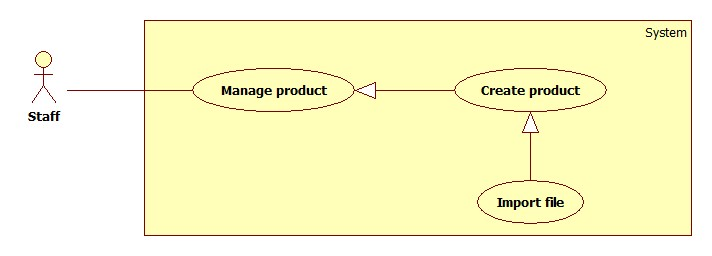 System
Manage product
Create product
Staff
Import file